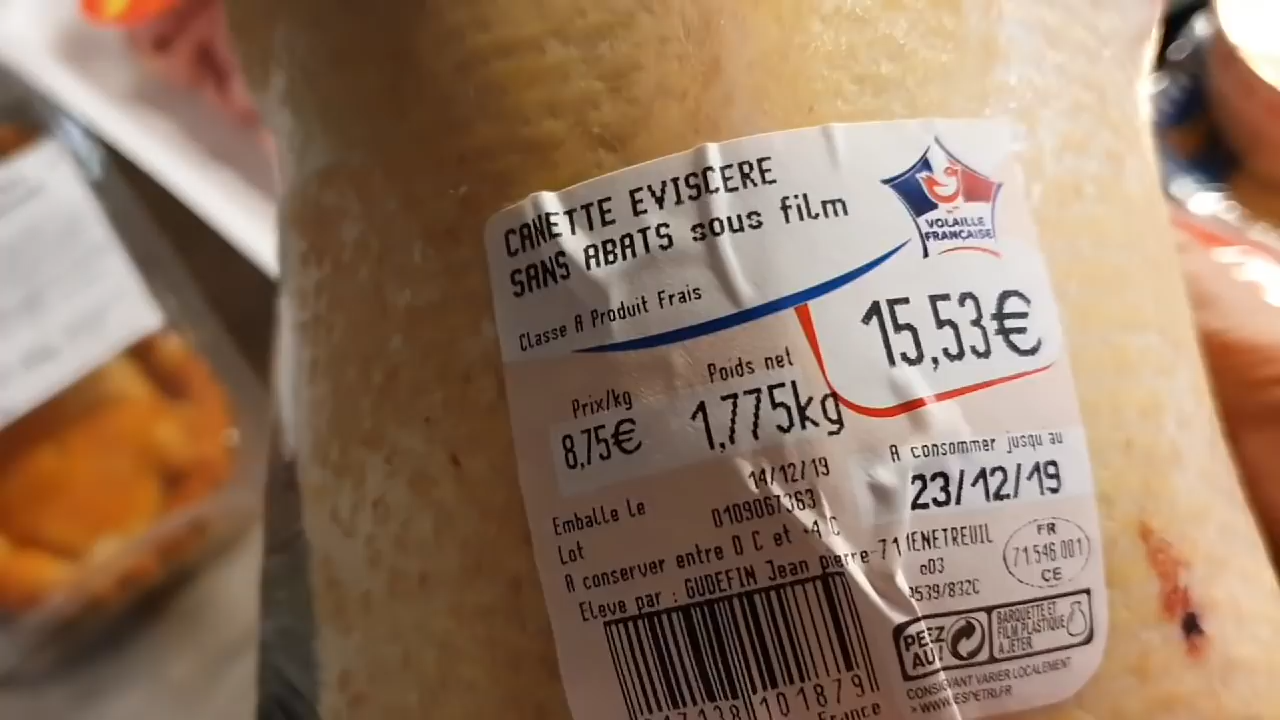 CANETTE EVISCERE
SANS ABATS sous film
VOLAILLE
FRANÇAISE
Classe A Produit Frais
15,53€
Prix/kg
8,75€
Poids net
1,775kg
A consommer jusqu au
23/12/19
Emballe Le 14/12/19
Lot 0109067363
A conserver entre 0 C et +4 C
Eleve par : GUDEFIN Jean pierre-71
FR
71.546.001
CE
BARQUETTE ET
FILM PLASTIQUE
À JETER
VARIER LOCALEMENT
101879
France